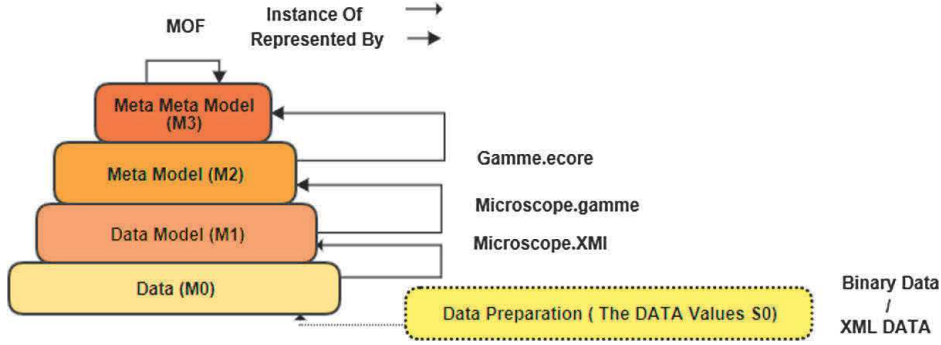 MOF
Instance Of
Represented By
Meta Meta Model
(M3)
Meta Model (M2)
Gamme.ecore
Microscope.gamme
Data Model (M1)
Microscope.XMI
Data (M0)
Data Preparation ( The DATA Values S0)
Binary Data
/
XML DATA